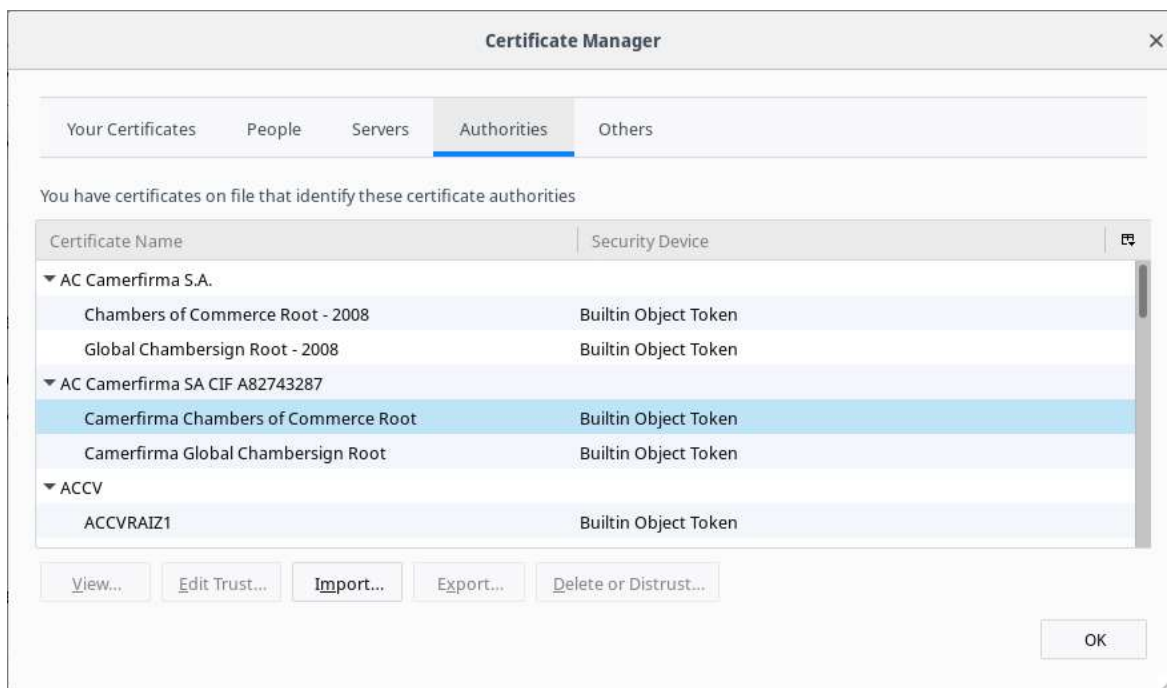 Certificate Manager
Your Certificates People Servers Authorities Others
You have certificates on file that identify these certificate authorities
Certificate Name Security Device
AC Camerfirma S.A.
Chambers of Commerce Root - 2008 Builtin Object Token
Global Chambersign Root - 2008 Builtin Object Token
AC Camerfirma SA CIF A82743287
Camerfirma Chambers of Commerce Root Builtin Object Token
Camerfirma Global Chambersign Root Builtin Object Token
ACCV
ACCVRAIZ1 Builtin Object Token
View... Edit Trust... Import... Export... Delete or Distrust...
OK